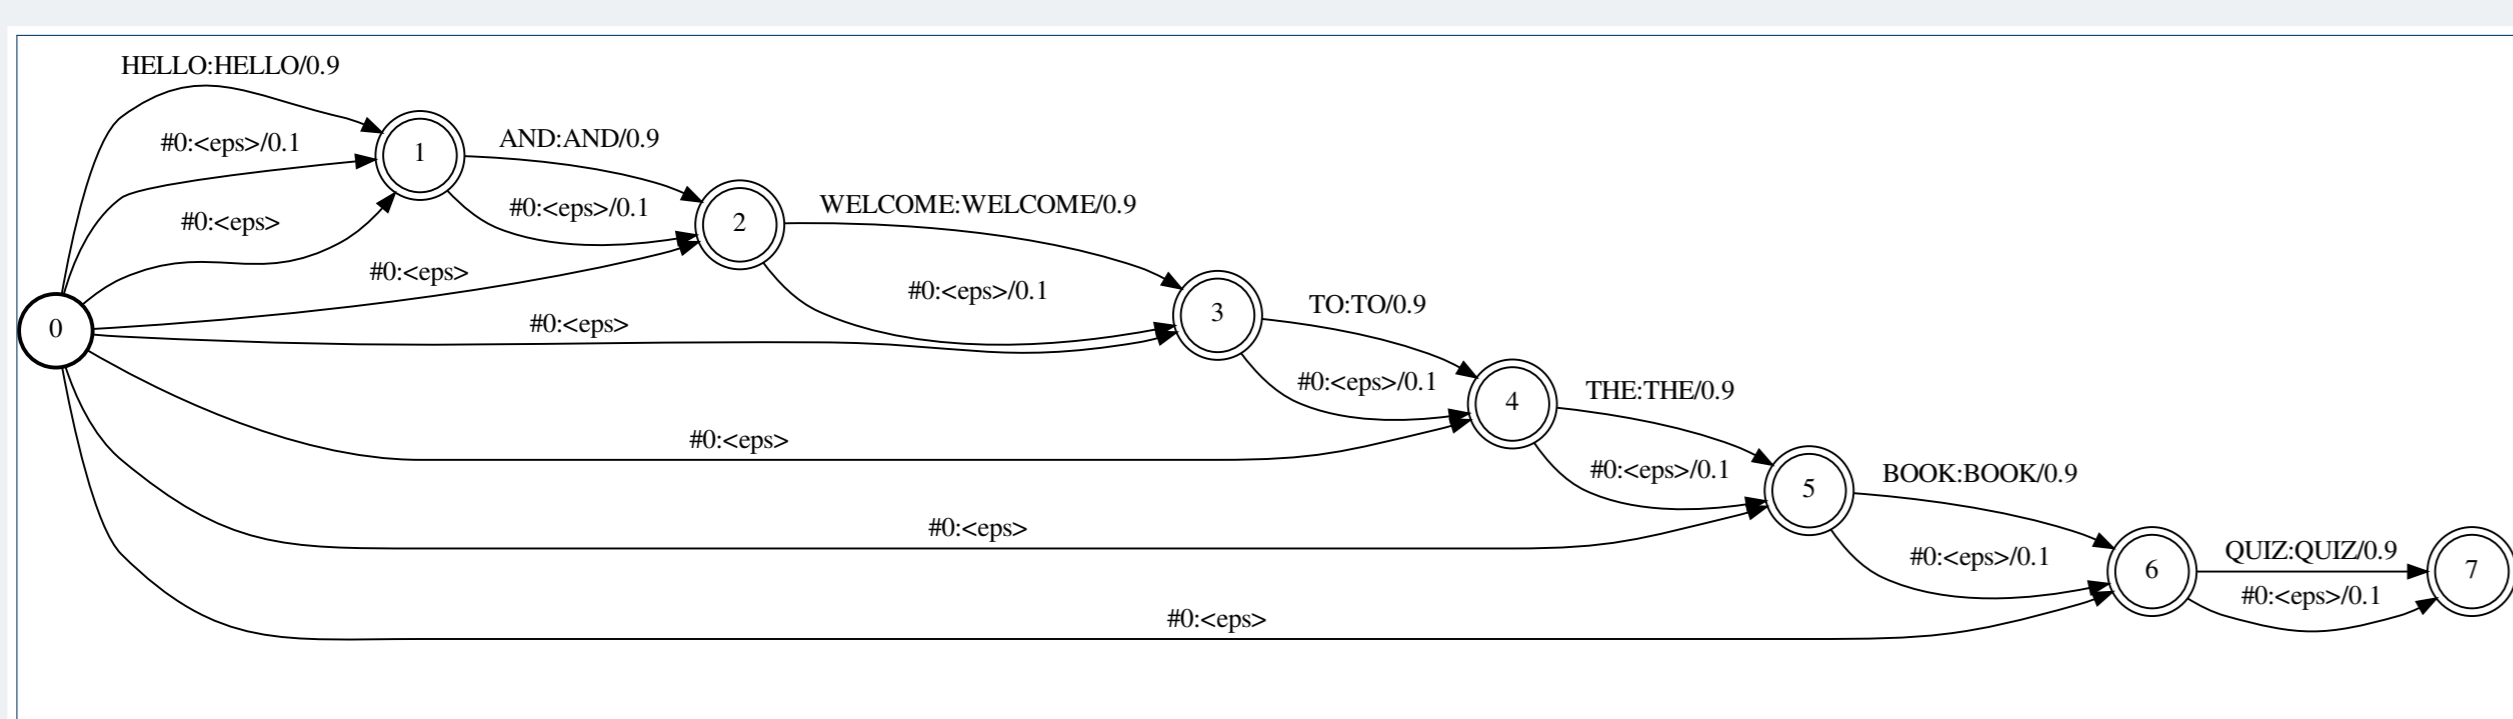 HELLO:HELLO/0.9
#0:<eps>/0.1
1
AND:AND/0.9
#0:<eps>
#0:<eps>/0.1
2
WELCOME:WELCOME/0.9
#0:<eps>
#0:<eps>/0.1
0
#0:<eps>
3
TO:TO/0.9
#0:<eps>/0.1
4
THE:THE/0.9
#0:<eps>
#0:<eps>/0.1
5
BOOK:BOOK/0.9
#0:<eps>
#0:<eps>/0.1
6
QUIZ:QUIZ/0.9
7
#0:<eps>/0.1
#0:<eps>